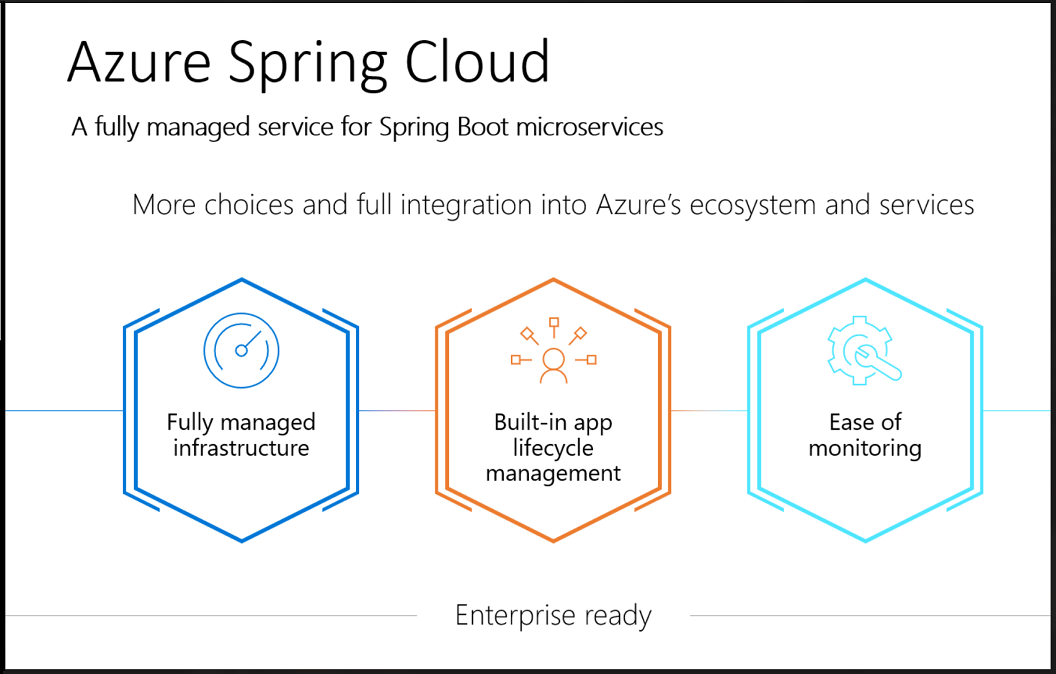 Azure Spring Cloud
A fully managed service for Spring Boot microservices
More choices and full integration into Azure’s ecosystem and services
Fully managed
infrastructure
Built-in app
lifecycle
management
Ease of
monitoring
Enterprise ready